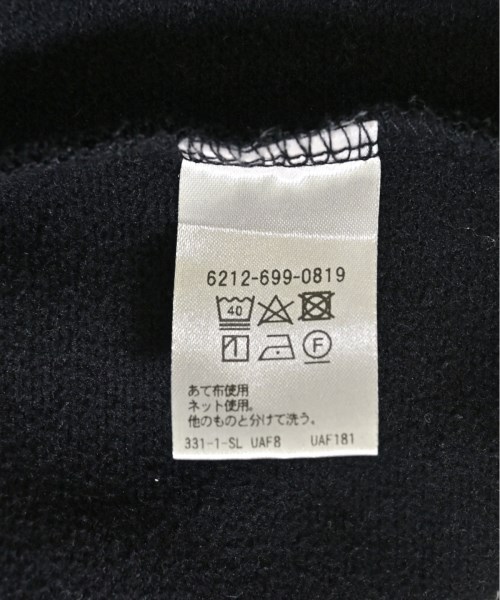 6212-699-0819
40
F
あて布使用
ネット使用。
他のものと分けて洗う。
331-1-SL UAF8 UAF181